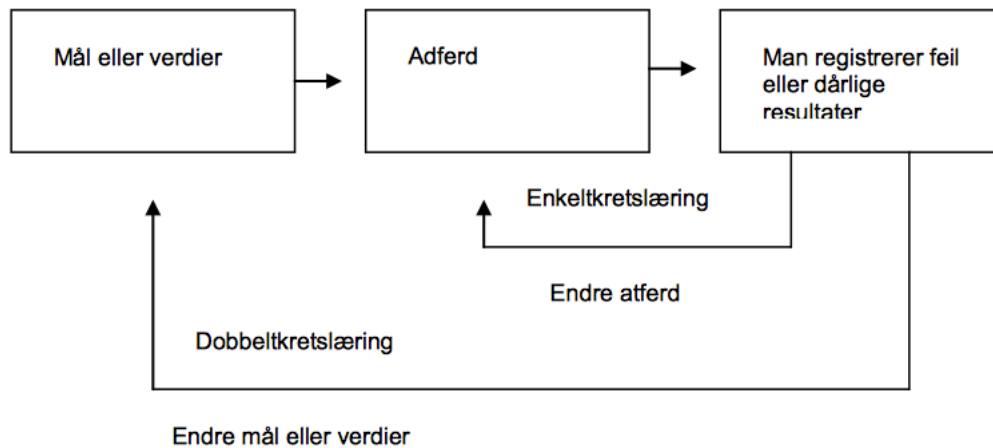 Mål eller verdier
Adferd
Man registrerer feil
eller dårlige
resultater
Enkeltkretslæring
Endre atferd
Dobbeltkretslæring
Endre mål eller verdier